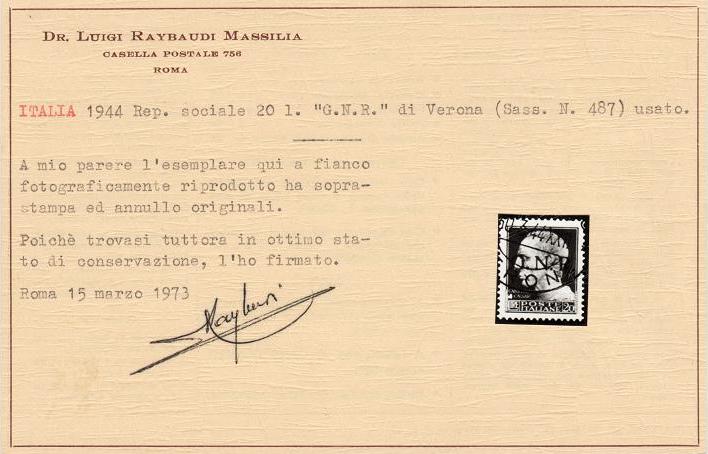 DR. LUIGI RAYBAUDI MASSILIA
CASELLA POSTALE 756
ROMA
ITALIA 1944 Rep. sociale 20 l. "G.N.R." di Verona (Sass. N. 487) usato.
A mio parere l'esemplare qui a fianco
fotograficamente riprodotto ha sopra-
stampa ed annullo originali.
Poichè trovasi tuttora in ottimo sta-
to di conservazione, l'ho firmato.
Roma 15 marzo 1973
Raybaudi
POSTE
ITALIANE